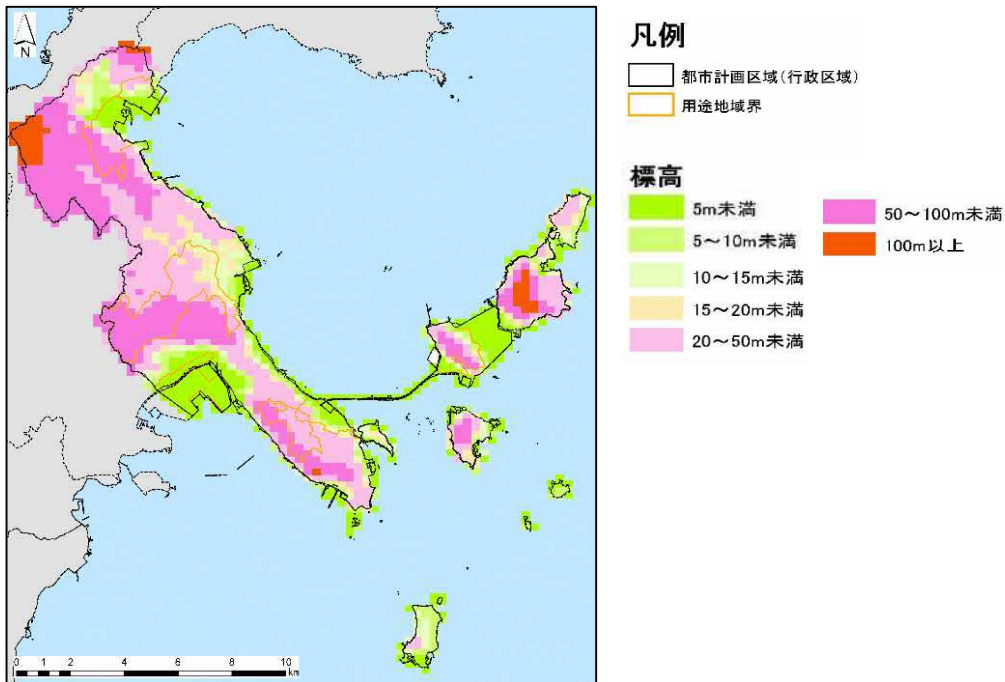 N
凡例
都市計画区域(行政区域)
用途地域界
標高
5m未満
5～10m未満
10～15m未満
15～20m未満
20～50m未満
50～100m未満
100m以上
0 1 2 4 6 8 10
km